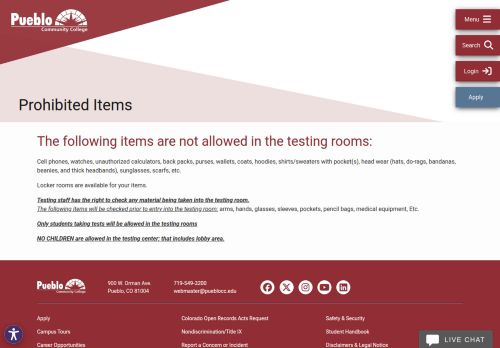 Pueblo
Community College
Menu
Search
Login
Apply
Prohibited Items
The following items are not allowed in the testing rooms:
Cell phones, watches, unauthorized calculators, back packs, purses, wallets, coats, hoodies, shirts/sweaters with pocket(s), head wear (hats, do-rags, bandanas,
beanies, and thick headbands), sunglasses, scarfs, etc.
Locker rooms are available for your items.
Testing staff has the right to check any material being taken into the testing room.
The following items will be checked prior to entry into the testing room: arms, hands, glasses, sleeves, pockets, pencil bags, medical equipment, Etc.
Only students taking tests will be allowed in the testing rooms
NO CHILDREN are allowed in the testing center; that includes lobby area.
Pueblo
Community College
900 W. Orman Ave.
Pueblo, CO 81004
719-549-3200
webmaster@pueblocc.edu
Apply
Colorado Open Records Acts Request
Safety & Security
Campus Tours
Nondiscrimination/Title IX
Student Handbook
Career Opportunities
Report a Concern or Incident
Disclaimers & Legal Notice
LIVE CHAT